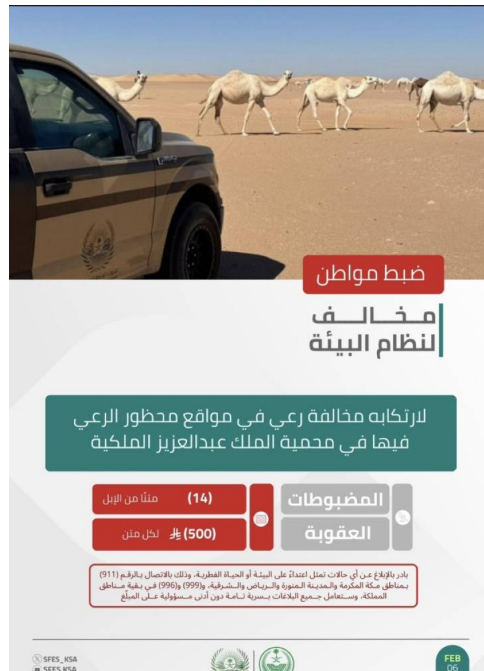 ضبط مواطن
مخالف
لنظام البيئة
لارتكابه مخالفة رعي في مواقع محظور الرعي
فيها في محمية الملك عبدالعزيز الملكية
المضبوطات
(14) متنًا من الإبل
العقوبة
(500) لكل متن
بادر بالإبلاغ عن أي حالات تمثل اعتداءً على البيئة أو الحياة الفطرية، وذلك بالاتصال بالرقم (911)
بمناطق مكة المكرمة والمدينة المنورة والرياض والشرقية، و(999) و(996) في بقية مناطق
المملكة، وستعامل جميع البلاغات بسرية تامة دون أدنى مسؤولية على المبلّغ
SFES_KSA
SFES.KSA
FEB
06